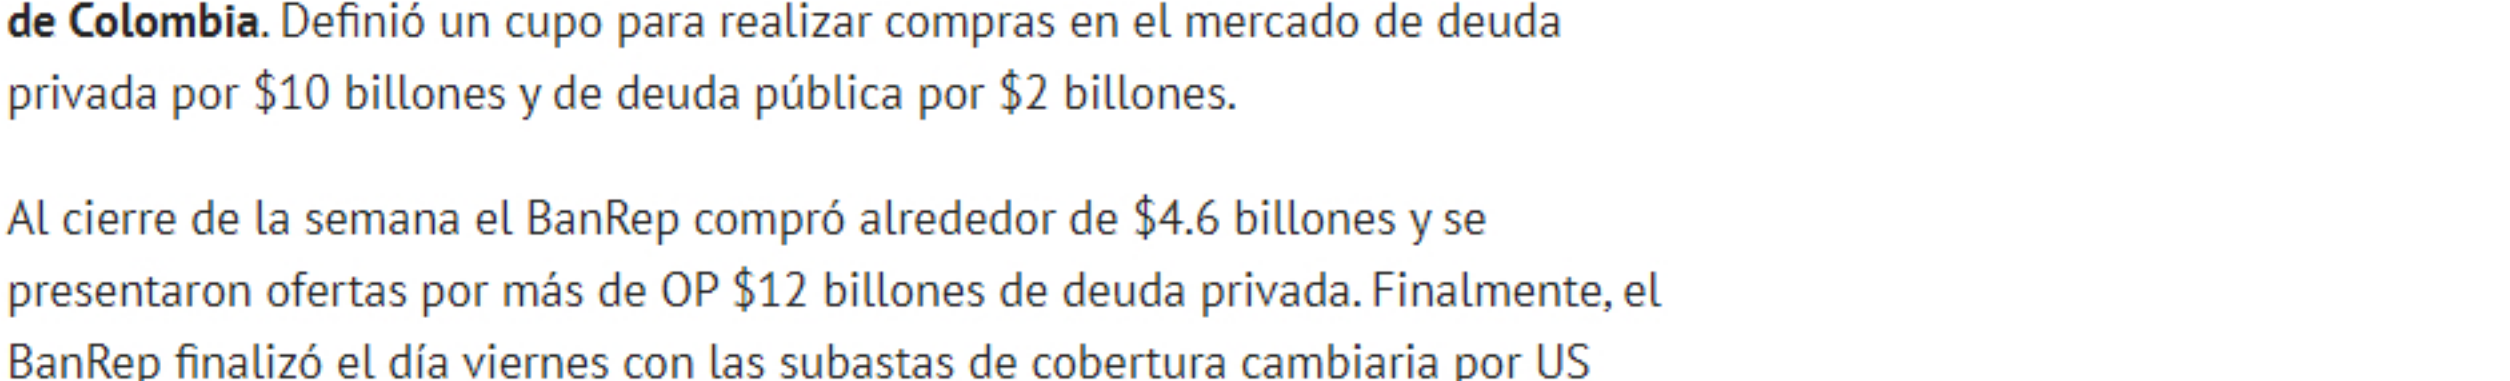 de Colombia. Definió un cupo para realizar compras en el mercado de deuda
privada por $10 billones y de deuda pública por $2 billones.
Al cierre de la semana el BanRep compró alrededor de $4.6 billones y se
presentaron ofertas por más de OP $12 billones de deuda privada. Finalmente, el
BanRep finalizó el día viernes con las subastas de cobertura cambiaria por US